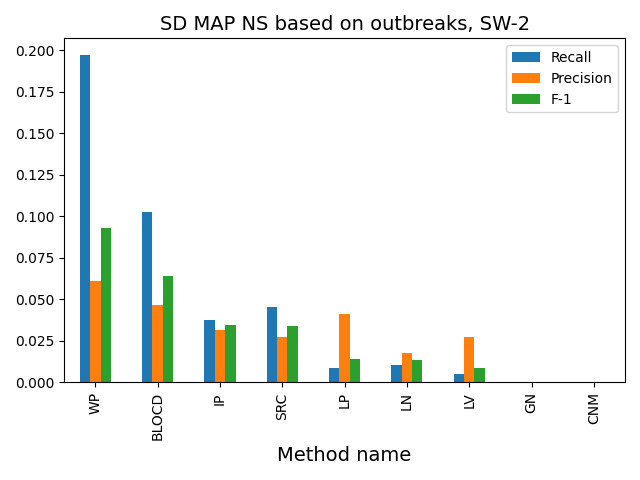 SD MAP NS based on outbreaks, SW-2
0.200
0.175
0.150
0.125
0.100
0.075
0.050
0.025
0.000
Recall
Precision
F-1
WP
BLOCD
IP
SRC
LP
LN
LV
GN
CNM
Method name